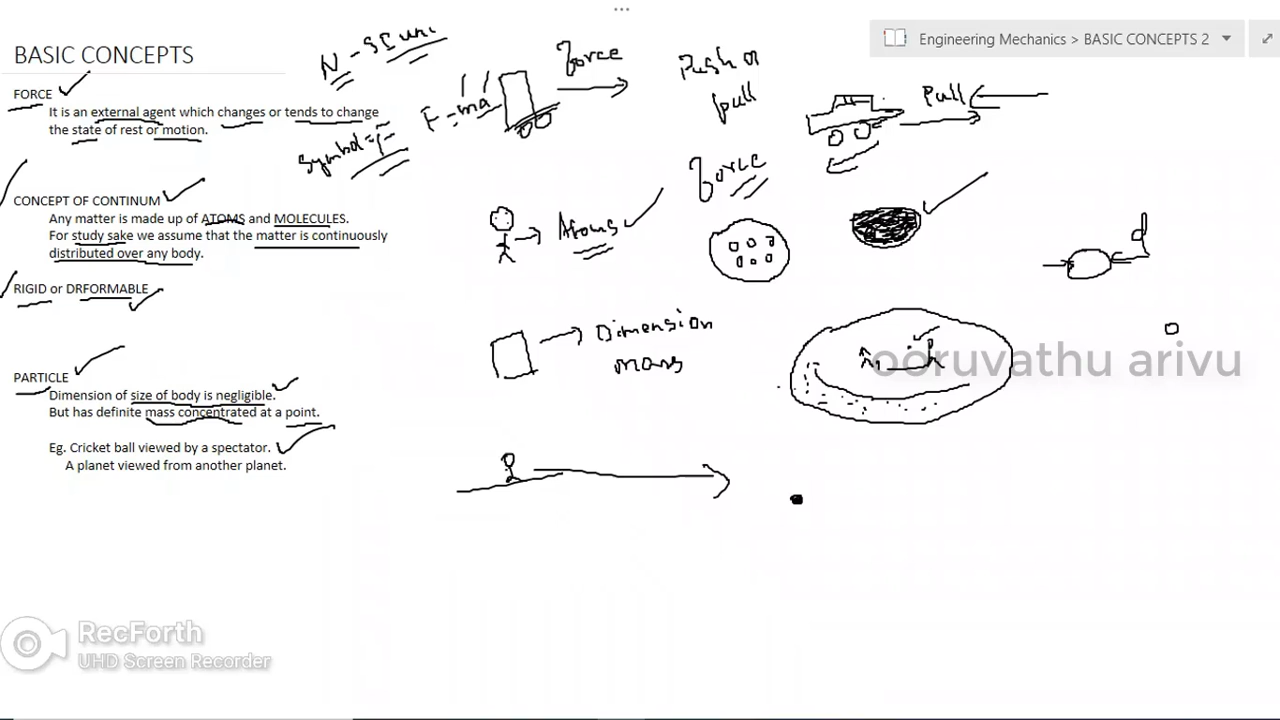 Engineering Mechanics > BASIC CONCEPTS 2
BASIC CONCEPTS
N - SI uni
Force
Push or
pull
Pull
FORCE
It is an external agent which changes or tends to change
the state of rest or motion.
F = ma
Symbol = F
Force
CONCEPT OF CONTINUM
Any matter is made up of ATOMS and MOLECULES.
For study sake we assume that the matter is continuously
distributed over any body.
Atoms
d
RIGID or DRFORMABLE
Dimension
mass
ooruvathu arivu
PARTICLE
Dimension of size of body is negligible.
But has definite mass concentrated at a point.
Eg. Cricket ball viewed by a spectator.
A planet viewed from another planet.
RecForth
UHD Screen Recorder